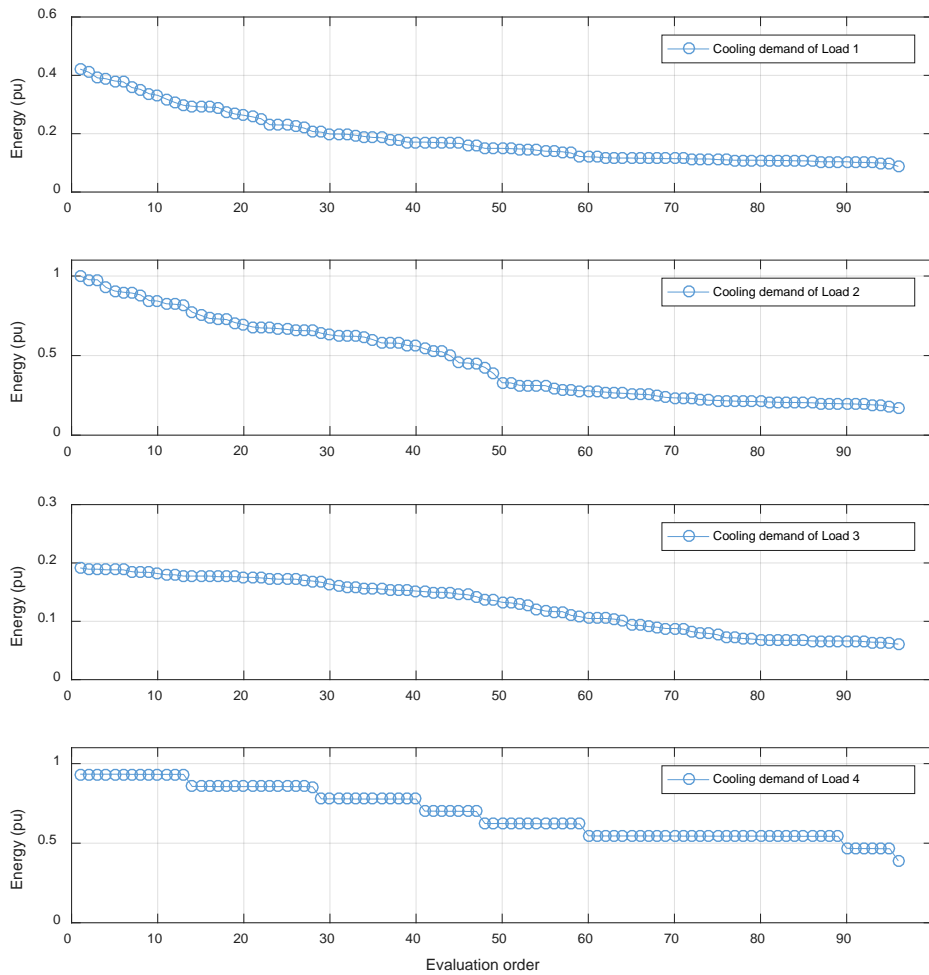 0.6
Cooling demand of Load 1
0.4
Energy (pu)
0.2
0
0 10 20 30 40 50 60 70 80 90
1
Cooling demand of Load 2
Energy (pu)
0.5
0
0 10 20 30 40 50 60 70 80 90
0.3
Cooling demand of Load 3
0.2
Energy (pu)
0.1
0
0 10 20 30 40 50 60 70 80 90
1
Cooling demand of Load 4
Energy (pu)
0.5
0
0 10 20 30 40 50 60 70 80 90
Evaluation order